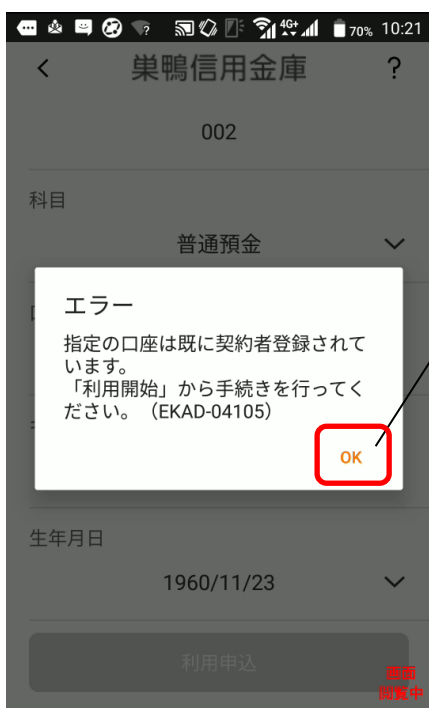 70% 10:21
巣鴨信用金庫 ?
002
科目
普通預金
エラー
指定の口座は既に契約者登録されて
います。
「利用開始」から手続きを行ってく
ださい。（EKAD-04105）
OK
生年月日
1960/11/23
利用申込
画面
閲覧中